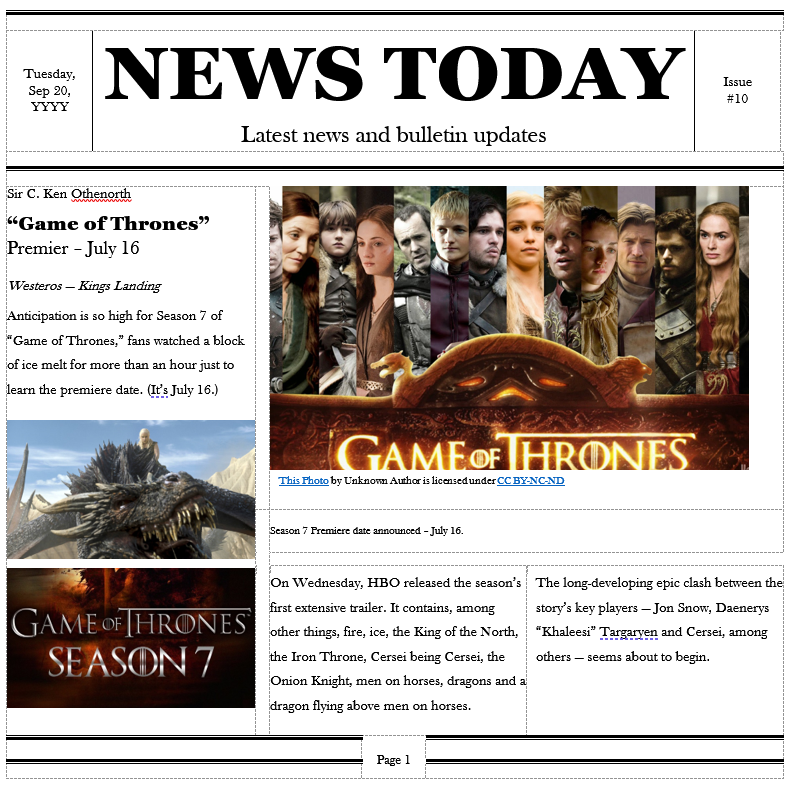 Tuesday,
Sep 20,
YYYY
NEWS TODAY
Latest news and bulletin updates
Issue
#10
Sir C. Ken Othenorth
“Game of Thrones”
Premier – July 16
Westeros — Kings Landing
Anticipation is so high for Season 7 of
“Game of Thrones,” fans watched a block
of ice melt for more than an hour just to
learn the premiere date. (It’s July 16.)
GAME OF THRONES
SEASON 7
GAME OF THRONES
This Photo by Unknown Author is licensed under CC BY-NC-ND
Season 7 Premiere date announced – July 16.
On Wednesday, HBO released the season’s
first extensive trailer. It contains, among
other things, fire, ice, the King of the North,
the Iron Throne, Cersei being Cersei, the
Onion Knight, men on horses, dragons and a
dragon flying above men on horses.
The long-developing epic clash between the
story’s key players — Jon Snow, Daenerys
“Khaleesi” Targaryen and Cersei, among
others — seems about to begin.
Page 1